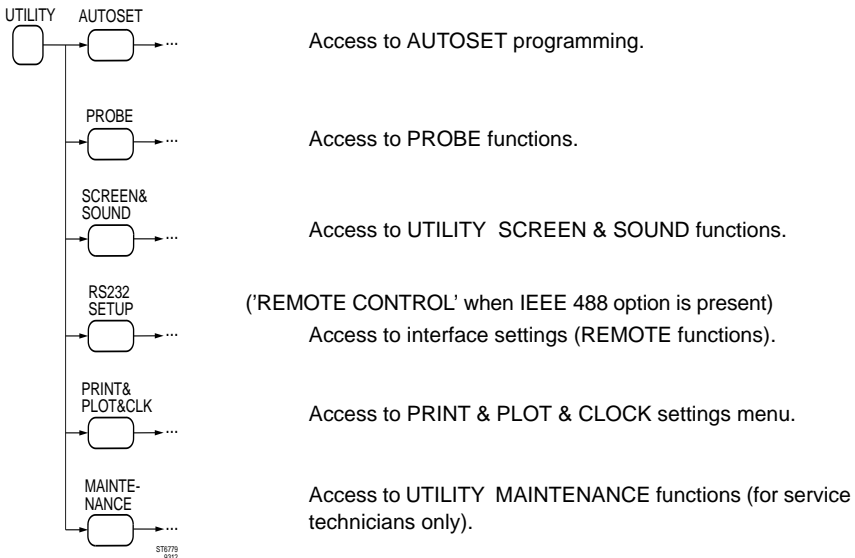 UTILITY AUTOSET
... Access to AUTOSET programming.
PROBE
... Access to PROBE functions.
SCREEN&
SOUND
... Access to UTILITY SCREEN & SOUND functions.
RS232
SETUP
('REMOTE CONTROL' when IEEE 488 option is present)
... Access to interface settings (REMOTE functions).
PRINT&
PLOT&CLK
... Access to PRINT & PLOT & CLOCK settings menu.
MAINTE-
NANCE
... Access to UTILITY MAINTENANCE functions (for service
technicians only).
ST6779
9312